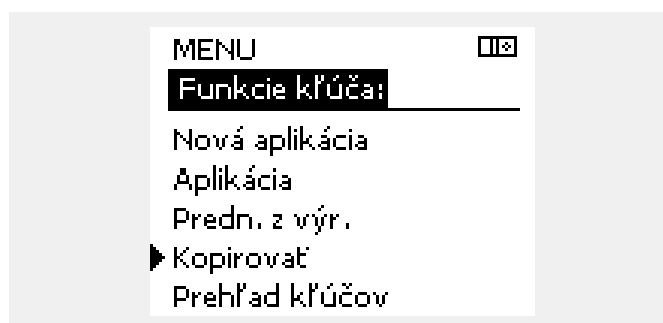 MENU
Funkcie kľúča:
Nová aplikácia
Aplikácia
Predn. z výr.
Kopirovať
Prehľad kľúčov